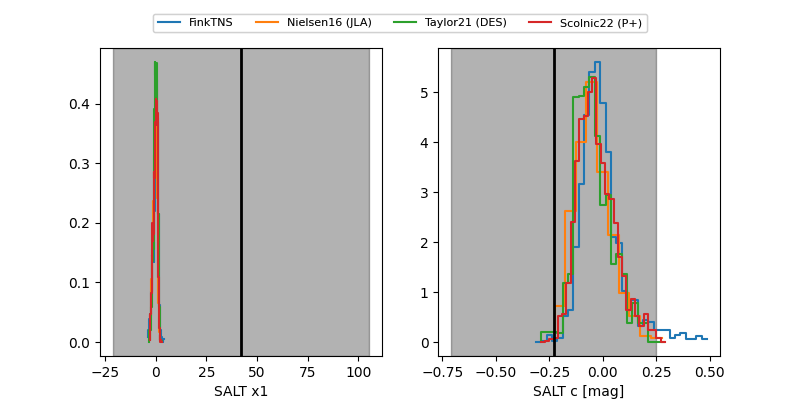 FinkTNS Nielsen16 (JLA) Taylor21 (DES) Scolnic22 (P+)
0.4
0.3
0.2
0.1
0.0
−25 0 25 50 75 100
SALT x1
5
4
3
2
1
0
−0.75 −0.50 −0.25 0.00 0.25 0.50
SALT c [mag]